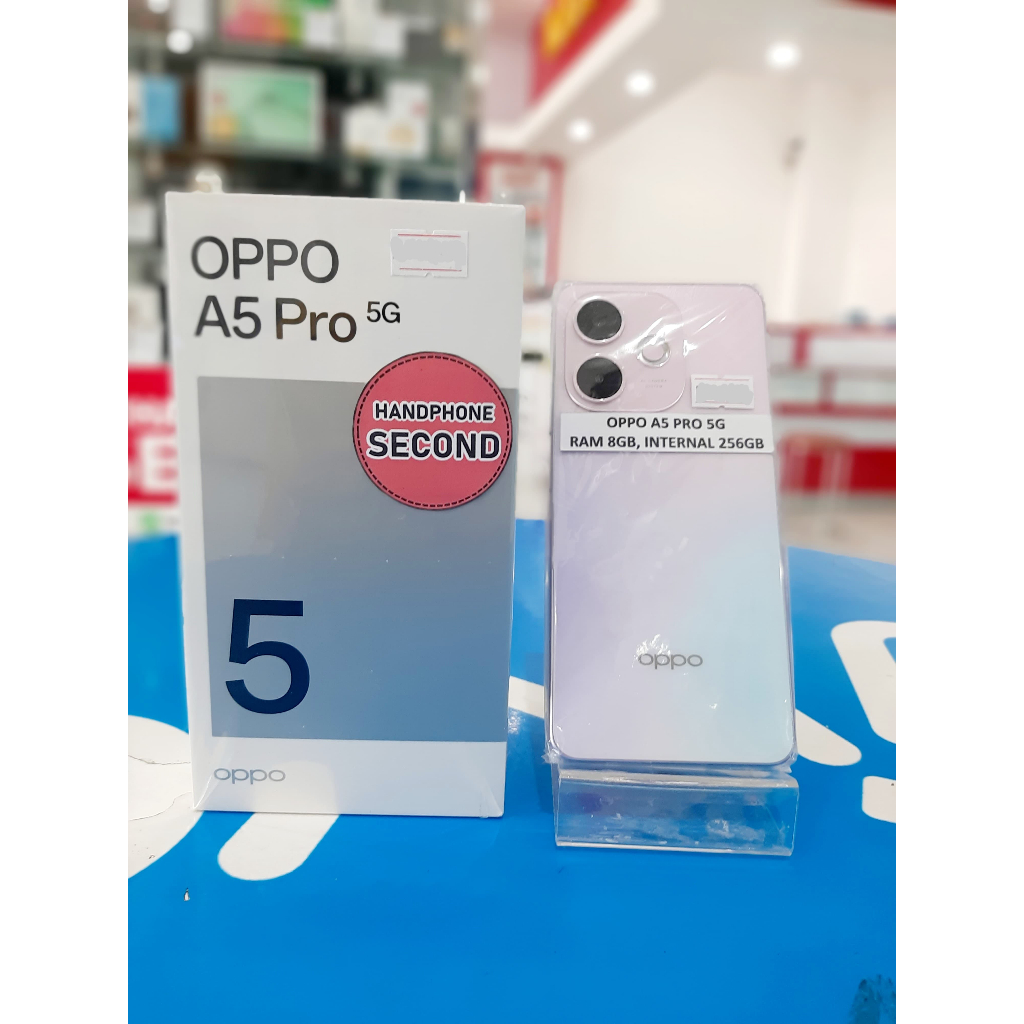 OPPO
A5 Pro 5G
HANDPHONE
SECOND
5
oppo
OPPO A5 PRO 5G
RAM 8GB, INTERNAL 256GB
oppo